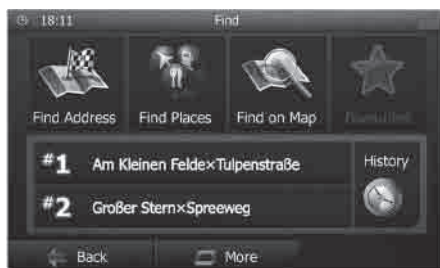 18:11 Find
Find Address Find Places Find on Map Favourites
#1 Am Kleinen Felde×Tulpenstraße History
#2 Großer Stern×Spreeweg
Back More